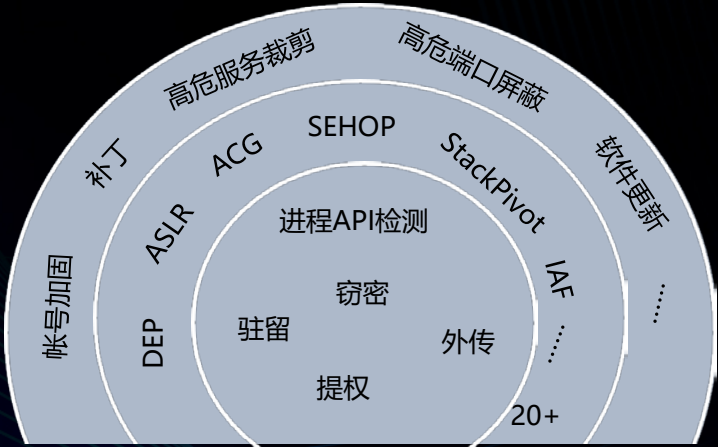 帐号加固
补丁
高危服务裁剪
高危端口屏蔽
软件更新
……
DEP
ASLR
ACG
SEHOP
StackPivot
IAF
……
20+
进程API检测
窃密
驻留
外传
提权